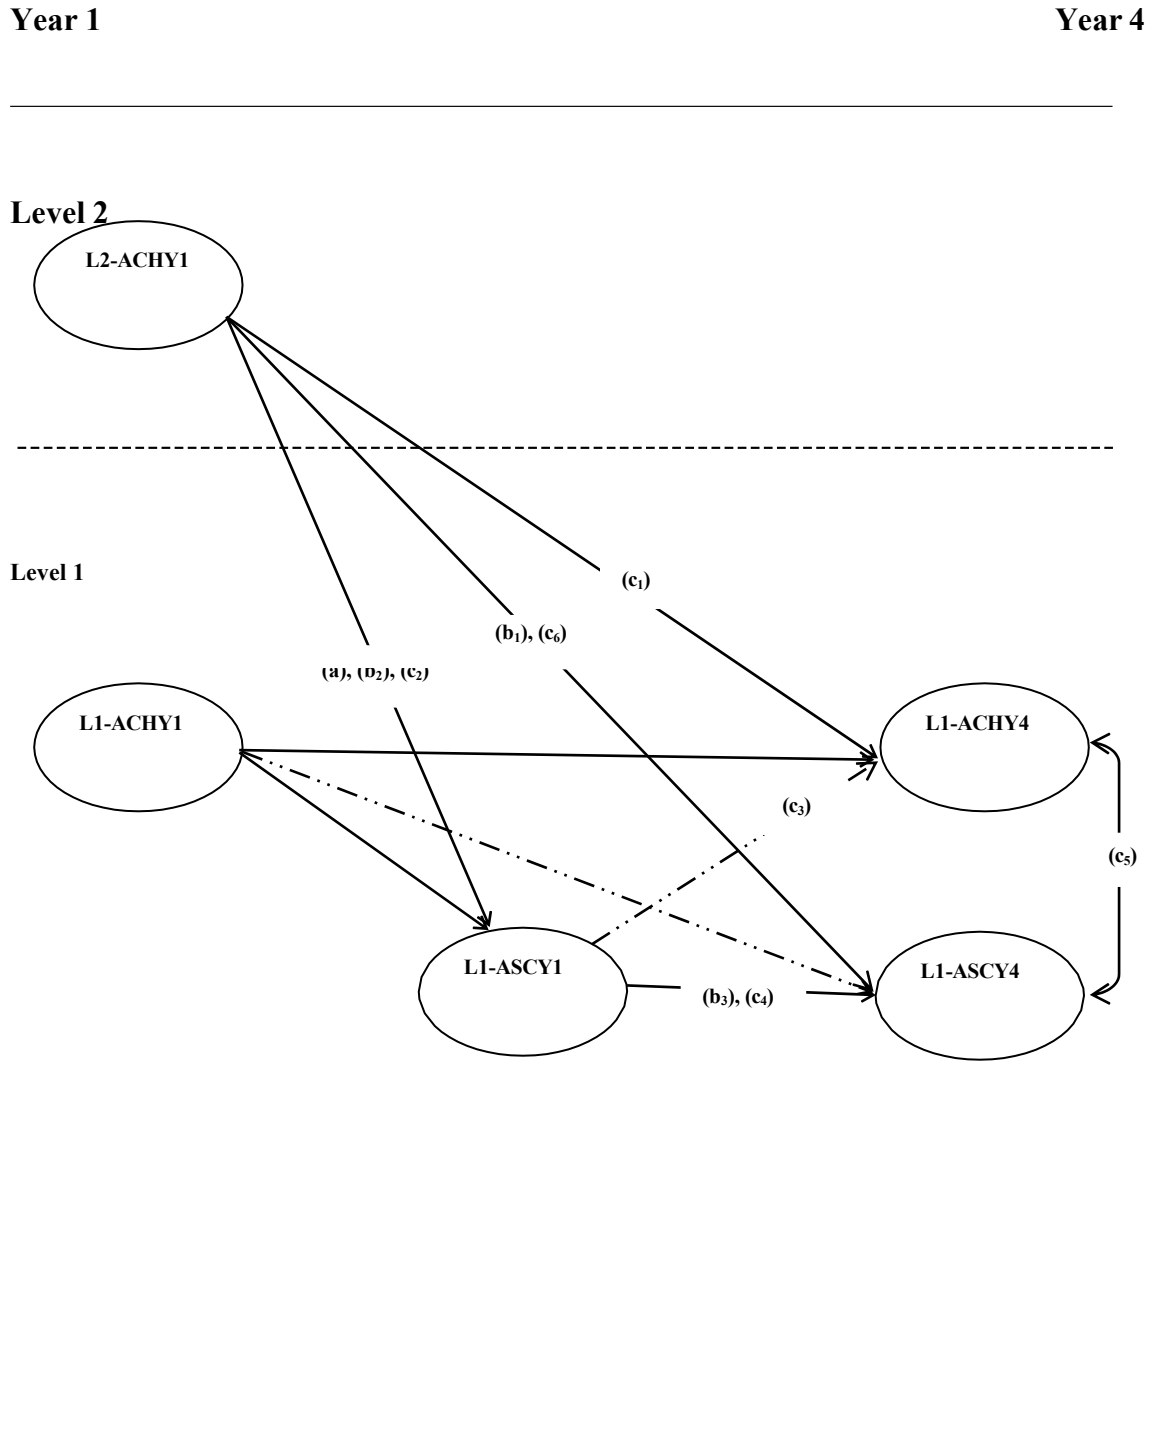 Year 1 Year 4
Level 2
L2-ACHY1
Level 1
(c₁)
(b₁), (c₆)
(a), (b₂), (c₂)
L1-ACHY1
L1-ACHY4
(c₃)
(c₅)
L1-ASCY1
L1-ASCY4
(b₃), (c₄)